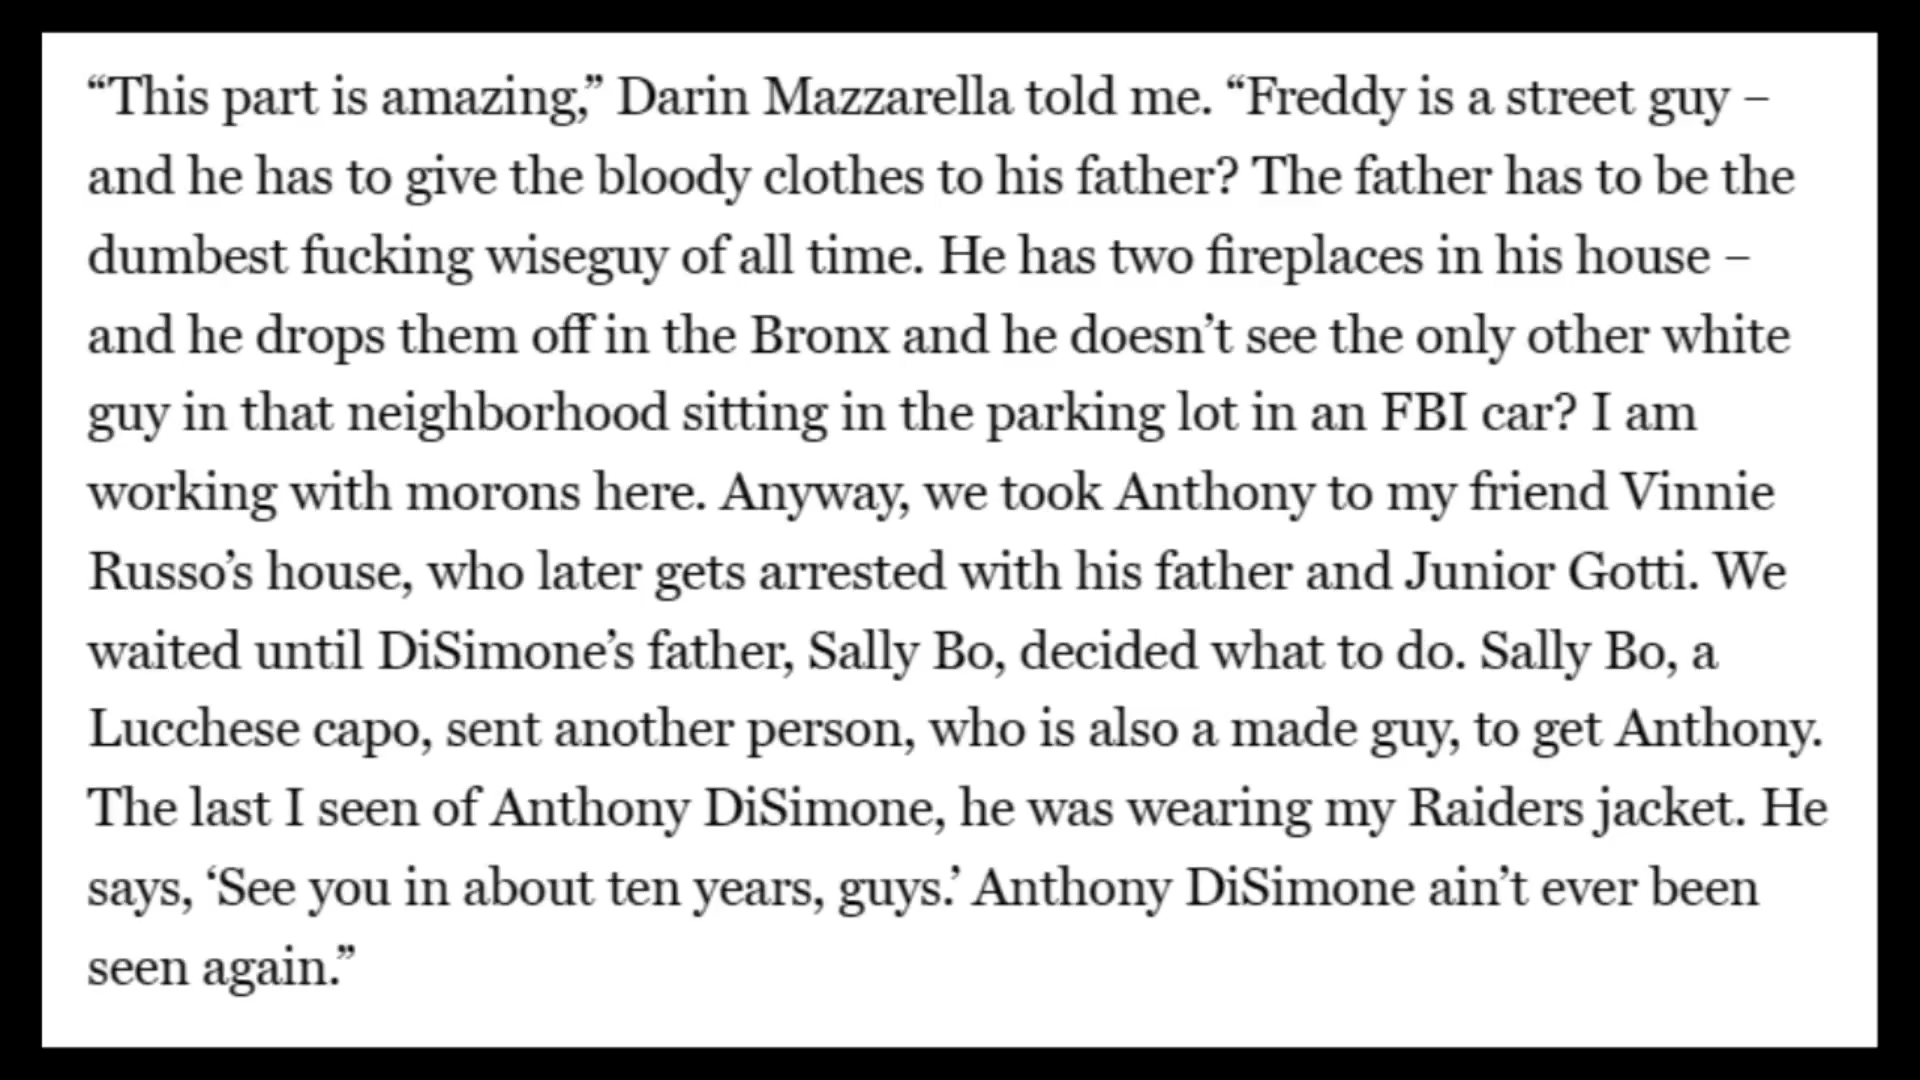 “This part is amazing,” Darin Mazzarella told me. “Freddy is a street guy –
and he has to give the bloody clothes to his father? The father has to be the
dumbest fucking wiseguy of all time. He has two fireplaces in his house –
and he drops them off in the Bronx and he doesn’t see the only other white
guy in that neighborhood sitting in the parking lot in an FBI car? I am
working with morons here. Anyway, we took Anthony to my friend Vinnie
Russo’s house, who later gets arrested with his father and Junior Gotti. We
waited until DiSimone’s father, Sally Bo, decided what to do. Sally Bo, a
Lucchese capo, sent another person, who is also a made guy, to get Anthony.
The last I seen of Anthony DiSimone, he was wearing my Raiders jacket. He
says, ‘See you in about ten years, guys.’ Anthony DiSimone ain’t ever been
seen again.”